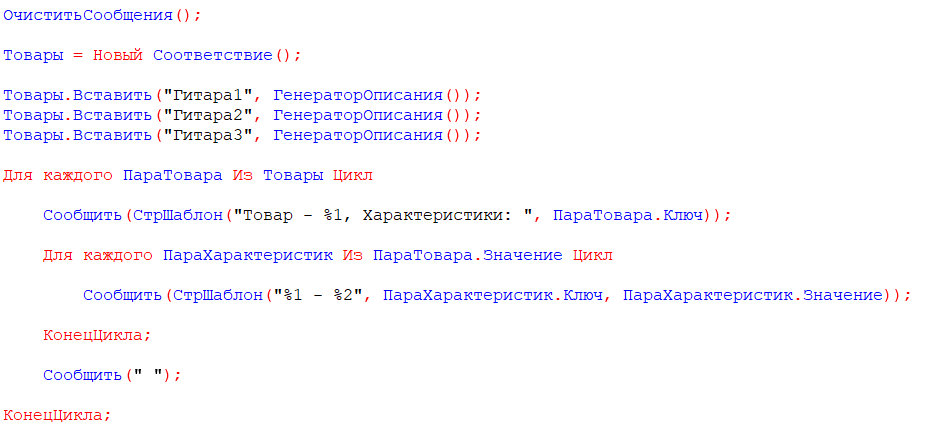 ОчиститьСообщения();
Товары = Новый Соответствие();
Товары.Вставить("Гитара1", ГенераторОписания());
Товары.Вставить("Гитара2", ГенераторОписания());
Товары.Вставить("Гитара3", ГенераторОписания());
Для каждого ПараТовара Из Товары Цикл
Сообщить(СтрШаблон("Товар - %1, Характеристики: ", ПараТовара.Ключ));
Для каждого ПараХарактеристик Из ПараТовара.Значение Цикл
Сообщить(СтрШаблон("%1 - %2", ПараХарактеристик.Ключ, ПараХарактеристик.Значение));
КонецЦикла;
Сообщить(" ");
КонецЦикла;